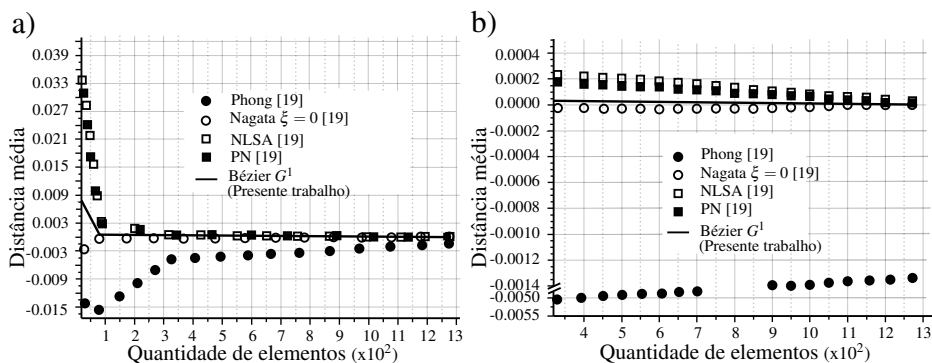 a)
0.039
0.033
0.027
0.021
0.015
0.009
0.003
-0.003
-0.009
-0.015
Distância média
Phong [19]
Nagata ξ = 0 [19]
NLSA [19]
PN [19]
Bézier G¹
(Presente trabalho)
1 2 3 4 5 6 7 8 9 10 11 12 13
Quantidade de elementos (x10²)
b)
0.0004
0.0002
0.0000
-0.0002
-0.0004
-0.0006
-0.0008
-0.0010
-0.0012
-0.0014
-0.0050
-0.0055
Distância média
Phong [19]
Nagata ξ = 0 [19]
NLSA [19]
PN [19]
Bézier G¹
(Presente trabalho)
4 5 6 7 8 9 10 11 12 13
Quantidade de elementos (x10²)